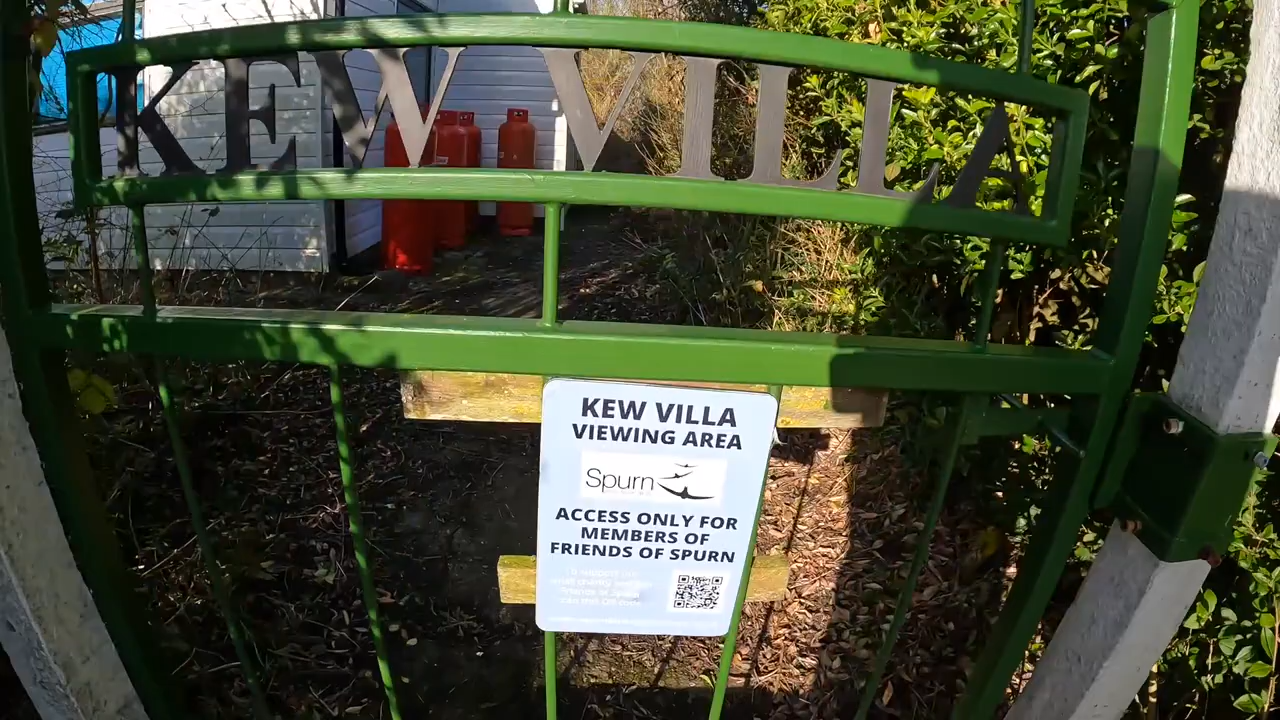 KEW VILLA
KEW VILLA
VIEWING AREA
Spurn
ACCESS ONLY FOR
MEMBERS OF
FRIENDS OF SPURN